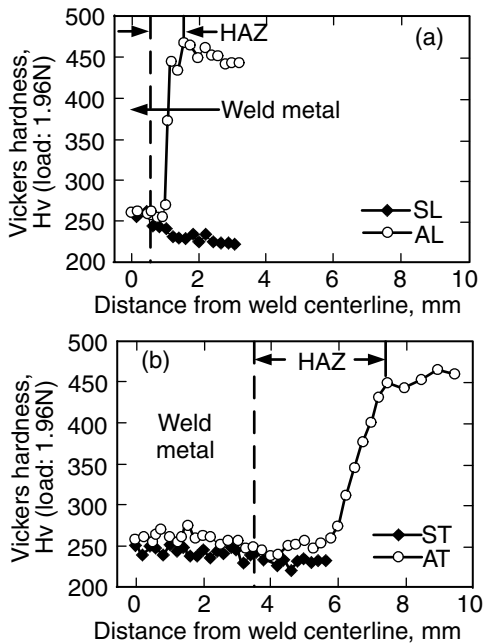 HAZ
(a)
Weld metal
SL
AL
500
450
400
350
300
250
200
Vickers hardness,
Hv (load: 1.96N)
0 2 4 6 8 10
Distance from weld centerline, mm
(b)
HAZ
Weld
metal
ST
AT
500
450
400
350
300
250
200
Vickers hardness,
Hv (load: 1.96N)
0 2 4 6 8 10
Distance from weld centerline, mm